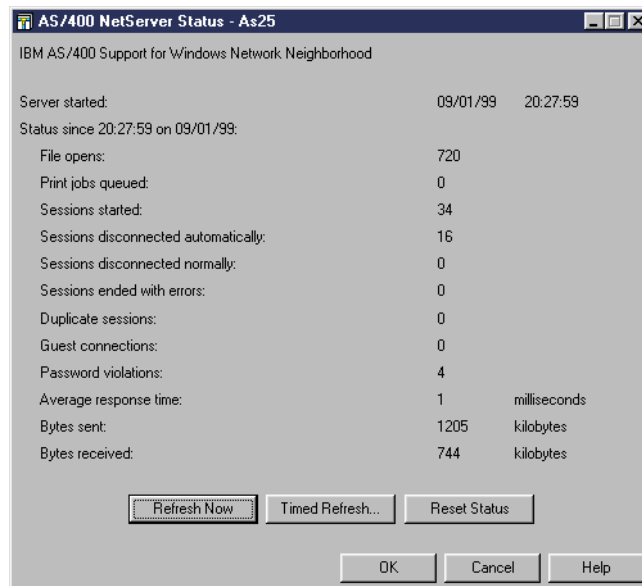 AS/400 NetServer Status - As25
IBM AS/400 Support for Windows Network Neighborhood
Server started: 09/01/99 20:27:59
Status since 20:27:59 on 09/01/99:
File opens: 720
Print jobs queued: 0
Sessions started: 34
Sessions disconnected automatically: 16
Sessions disconnected normally: 0
Sessions ended with errors: 0
Duplicate sessions: 0
Guest connections: 0
Password violations: 4
Average response time: 1 milliseconds
Bytes sent: 1205 kilobytes
Bytes received: 744 kilobytes
Refresh Now Timed Refresh... Reset Status
OK Cancel Help